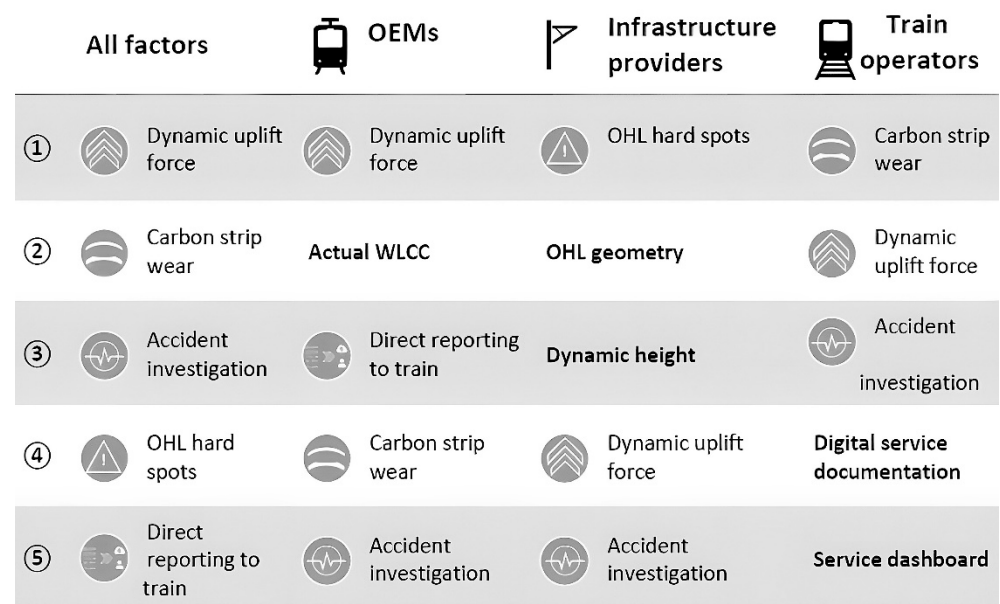 All factors
OEMs
Infrastructure
providers
Train
operators
①
Dynamic uplift
force
Dynamic uplift
force
OHL hard spots
Carbon strip
wear
②
Carbon strip
wear
Actual WLCC
OHL geometry
Dynamic
uplift force
③
Accident
investigation
Direct reporting
to train
Dynamic height
Accident
investigation
④
OHL hard
spots
Carbon strip
wear
Dynamic uplift
force
Digital service
documentation
⑤
Direct
reporting to
train
Accident
investigation
Accident
investigation
Service dashboard